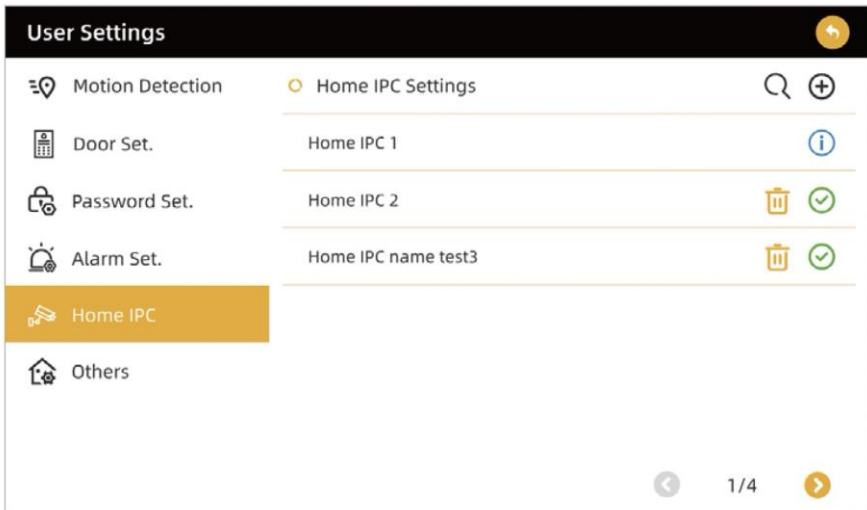 User Settings
Motion Detection
Door Set.
Password Set.
Alarm Set.
Home IPC
Others
Home IPC Settings
Home IPC 1
Home IPC 2
Home IPC name test3
1/4